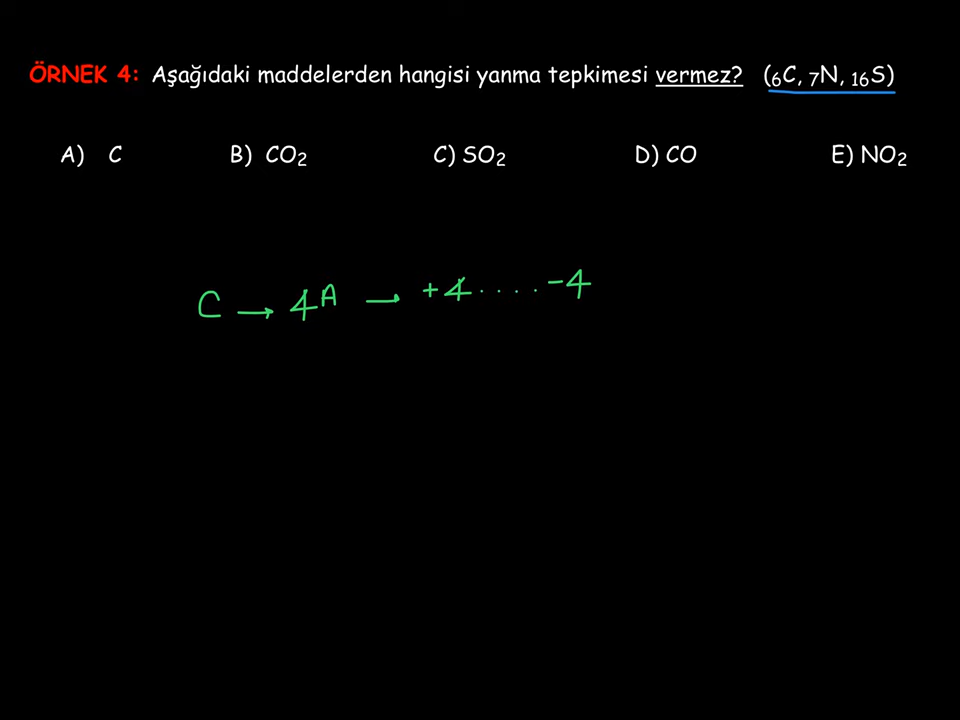 ÖRNEK 4: Aşağıdaki maddelerden hangisi yanma tepkimesi vermez? (₆C, ₇N, ₁₆S)
A) C B) CO₂ C) SO₂ D) CO E) NO₂
C → 4A → +4 .... -4